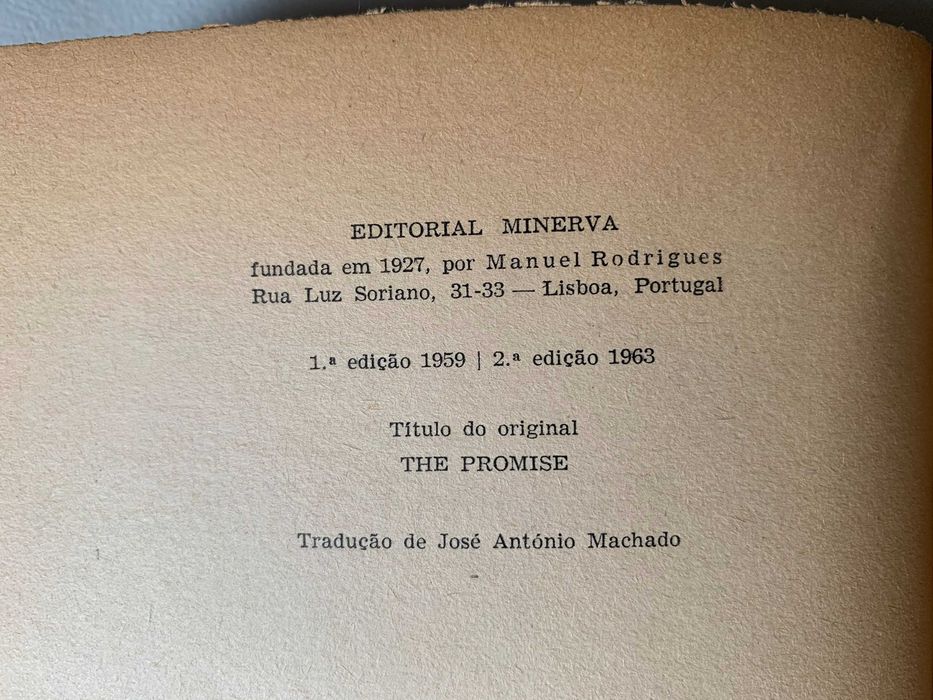 EDITORIAL MINERVA
fundada em 1927, por Manuel Rodrigues
Rua Luz Soriano, 31-33 — Lisboa, Portugal
1.ª edição 1959 | 2.ª edição 1963
Título do original
THE PROMISE
Tradução de José António Machado